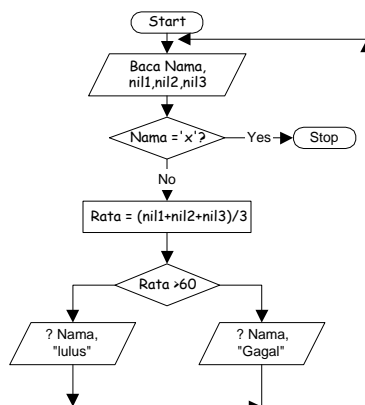 Start
Baca Nama,
nil1,nil2,nil3
Nama ='x'?
Yes
Stop
No
Rata = (nil1+nil2+nil3)/3
Rata >60
? Nama,
"lulus"
? Nama,
"Gagal"